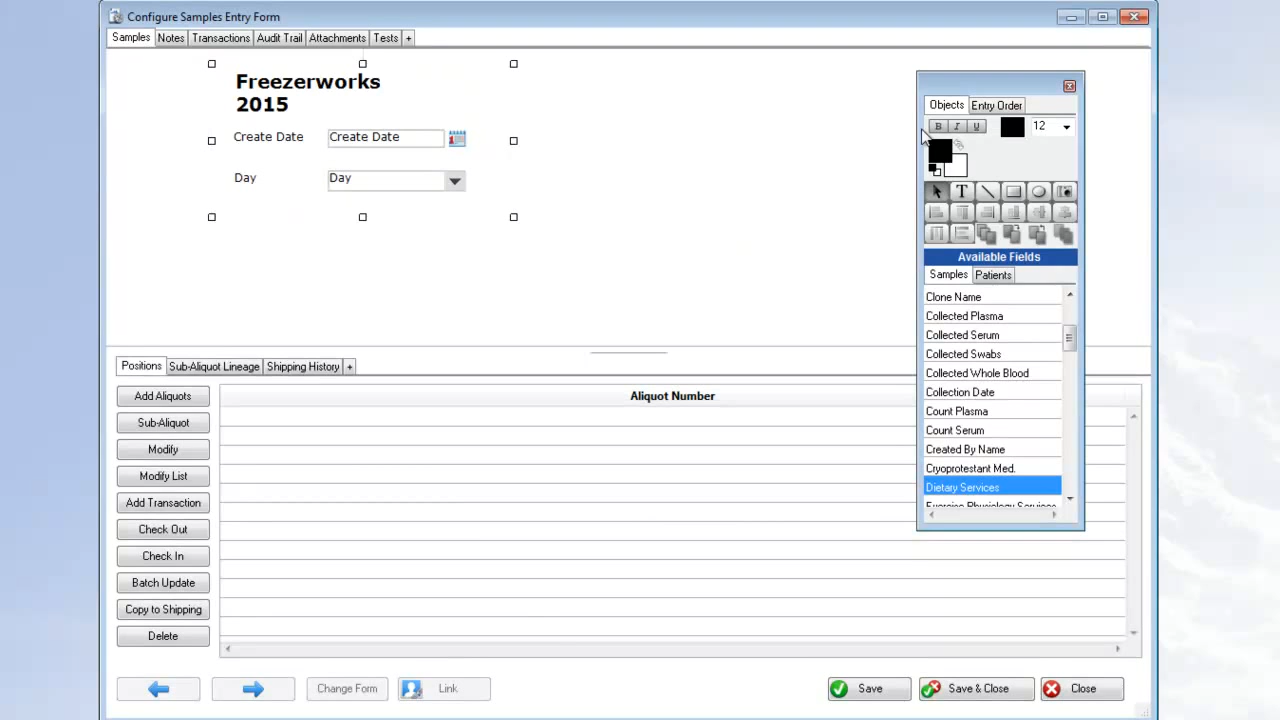 Configure Samples Entry Form
Samples Notes Transactions Audit Trail Attachments Tests +
Freezerworks
2015
Create Date Create Date
Day Day
Objects Entry Order
B I U 12
T
Available Fields
Samples Patients
Clone Name
Collected Plasma
Collected Serum
Collected Swabs
Collected Whole Blood
Collection Date
Count Plasma
Count Serum
Created By Name
Cryoprotestant Med.
Dietary Services
Exercise Physiology Services
Positions Sub-Aliquot Lineage Shipping History +
Add Aliquots
Sub-Aliquot
Modify
Modify List
Add Transaction
Check Out
Check In
Batch Update
Copy to Shipping
Delete
Aliquot Number
Change Form Link Save Save & Close Close